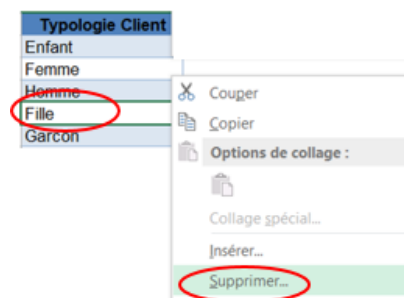 Typologie Client
Enfant
Femme
Homme
Fille
Garcon
Couper
Copier
Options de collage :
Collage spécial...
Insérer...
Supprimer...